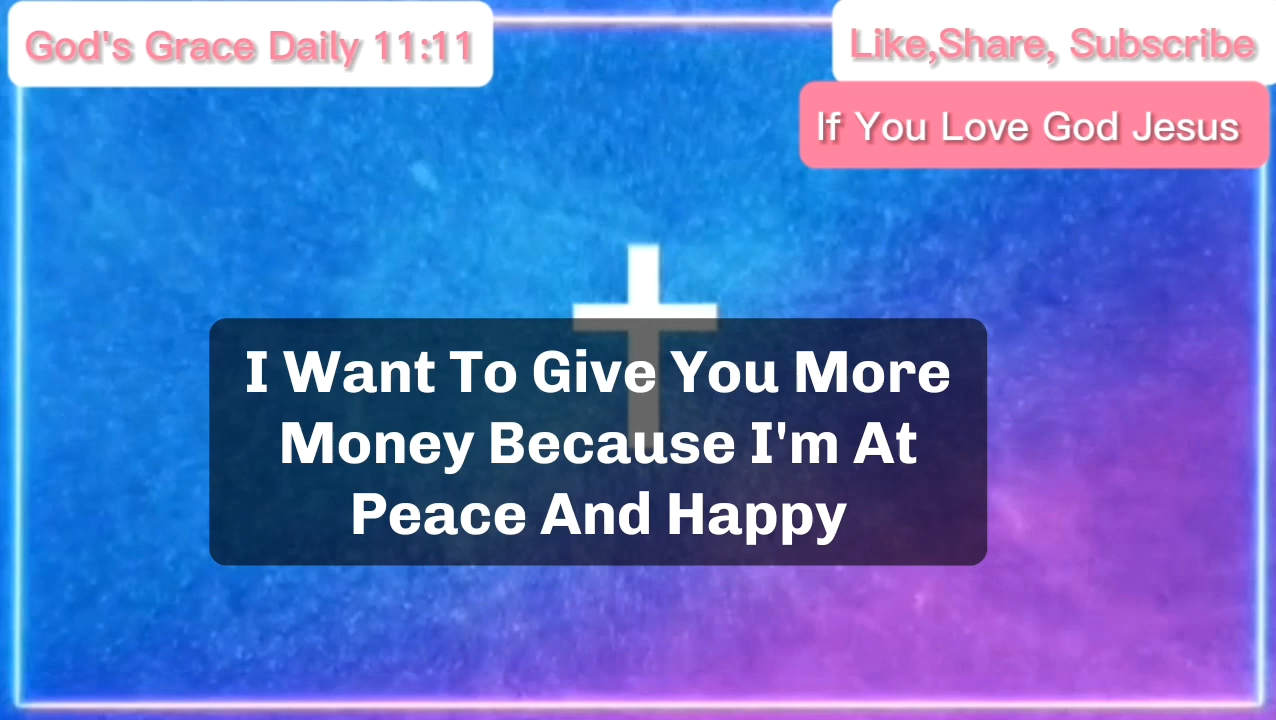 God's Grace Daily 11:11
Like,Share, Subscribe
If You Love God Jesus
I Want To Give You More
Money Because I'm At
Peace And Happy